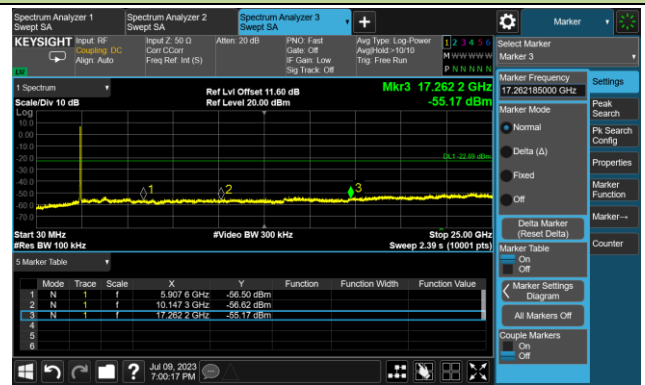 Spectrum Analyzer 1
Swept SA
Spectrum Analyzer 2
Swept SA
Spectrum Analyzer 3
Swept SA
Marker
KEYSIGHT
Input: RF
Coupling: DC
Align: Auto
Input Z: 50 Ω
Corr CCorr
Freq Ref: Int (S)
Atten: 20 dB
PNO: Fast
Gate: Off
IF Gain: Low
Sig Track: Off
Avg Type: Log-Power
Avg|Hold:>10/10
Trig: Free Run
1 2 3 4 5 6
M W W W W W
P N N N N N
LXI
1 Spectrum
Scale/Div 10 dB
Log
Ref Lvl Offset 11.60 dB
Ref Level 20.00 dBm
Mkr3 17.262 2 GHz
-55.17 dBm
10.0
0.00
-10.0
-20.0
-30.0
-40.0
-50.0
-60.0
-70.0
DL1 -22.69 dBm
1
2
3
Start 30 MHz
#Res BW 100 kHz
#Video BW 300 kHz
Stop 25.00 GHz
Sweep 2.39 s (10001 pts)
5 Marker Table
Mode Trace Scale X Y Function Function Width Function Value
1 N 1 f 5.907 6 GHz -56.50 dBm
2 N 1 f 10.147 3 GHz -56.62 dBm
3 N 1 f 17.262 2 GHz -55.17 dBm
4
5
6
Jul 09, 2023
7:00:17 PM
Select Marker
Marker 3
Marker Frequency
17.262185000 GHz
Marker Mode
Normal
Delta (Δ)
Fixed
Off
Delta Marker
(Reset Delta)
Marker Table
On
Off
Marker Settings
Diagram
All Markers Off
Couple Markers
On
Off
Settings
Peak
Search
Pk Search
Config
Properties
Marker
Function
Marker→
Counter